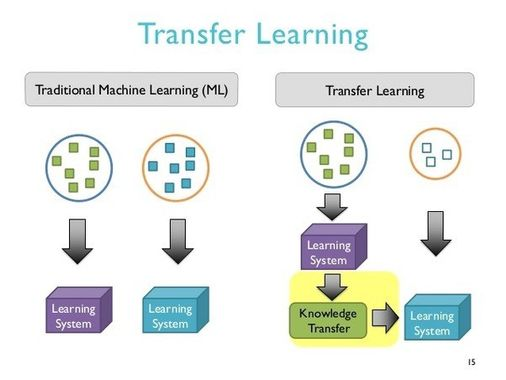 Transfer Learning
Traditional Machine Learning (ML)
Transfer Learning
Learning
System
Learning
System
Learning
System
Knowledge
Transfer
Learning
System
15